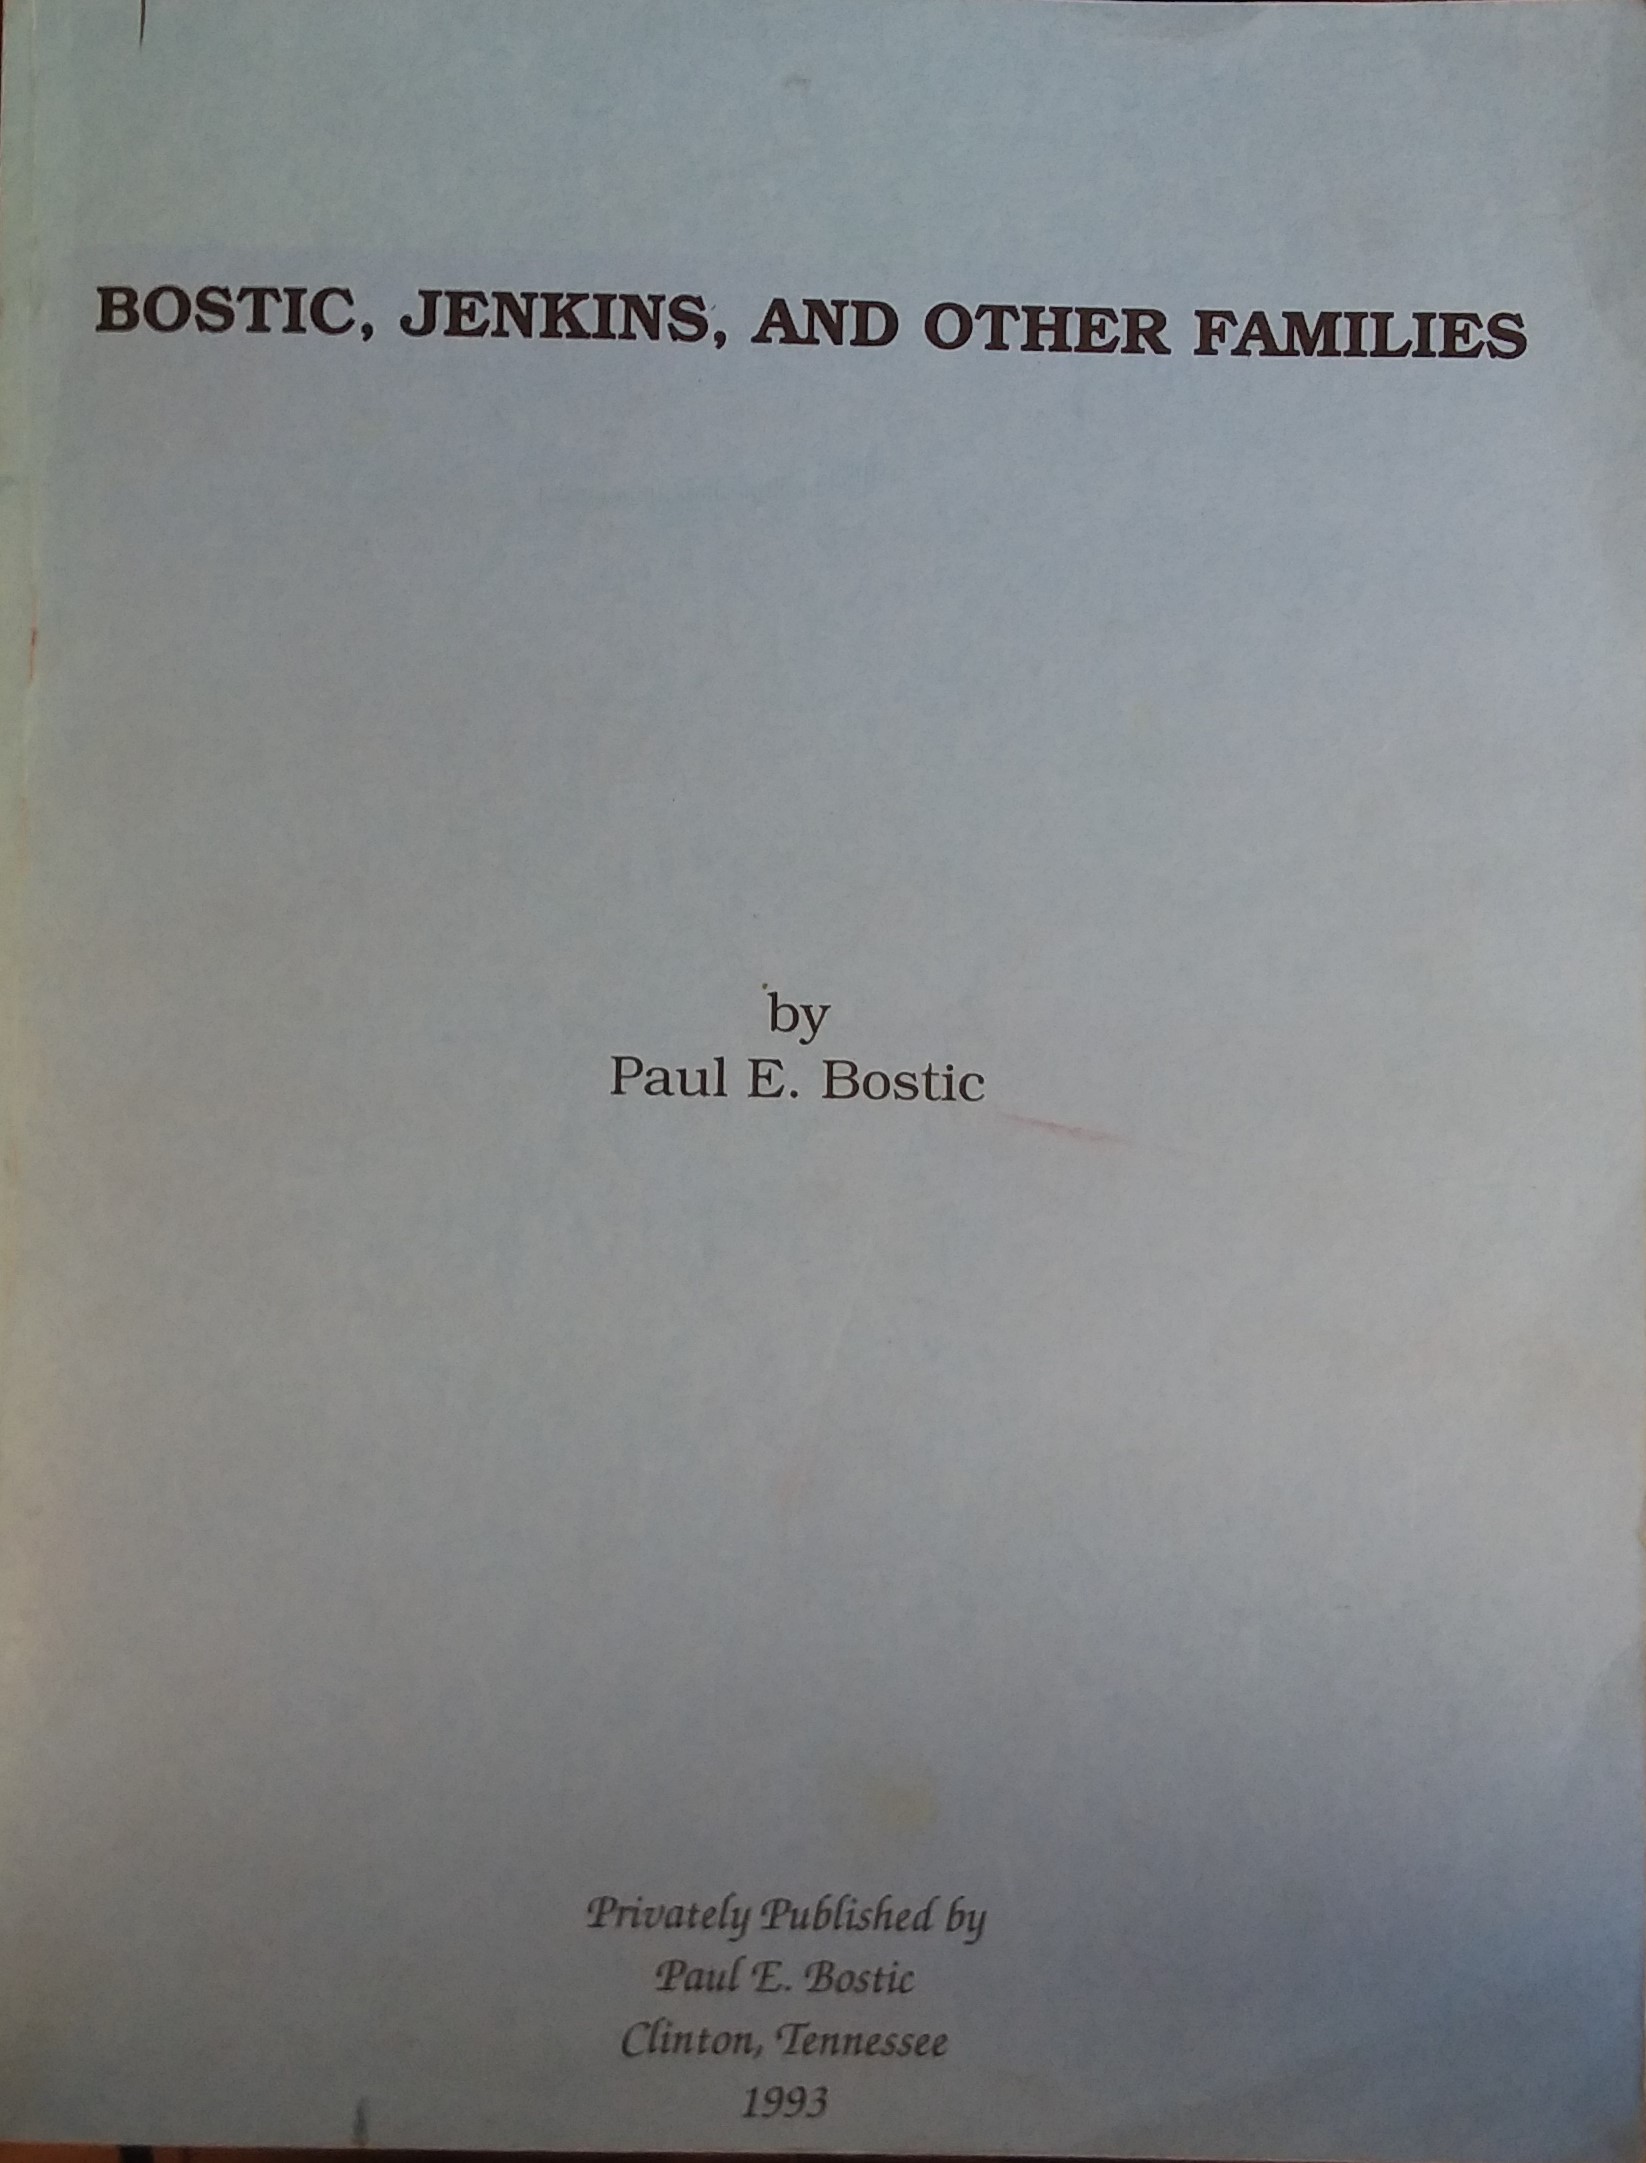 BOSTIC, JENKINS, AND OTHER FAMILIES
by
Paul E. Bostic
Privately Published by
Paul E. Bostic
Clinton, Tennessee
1993